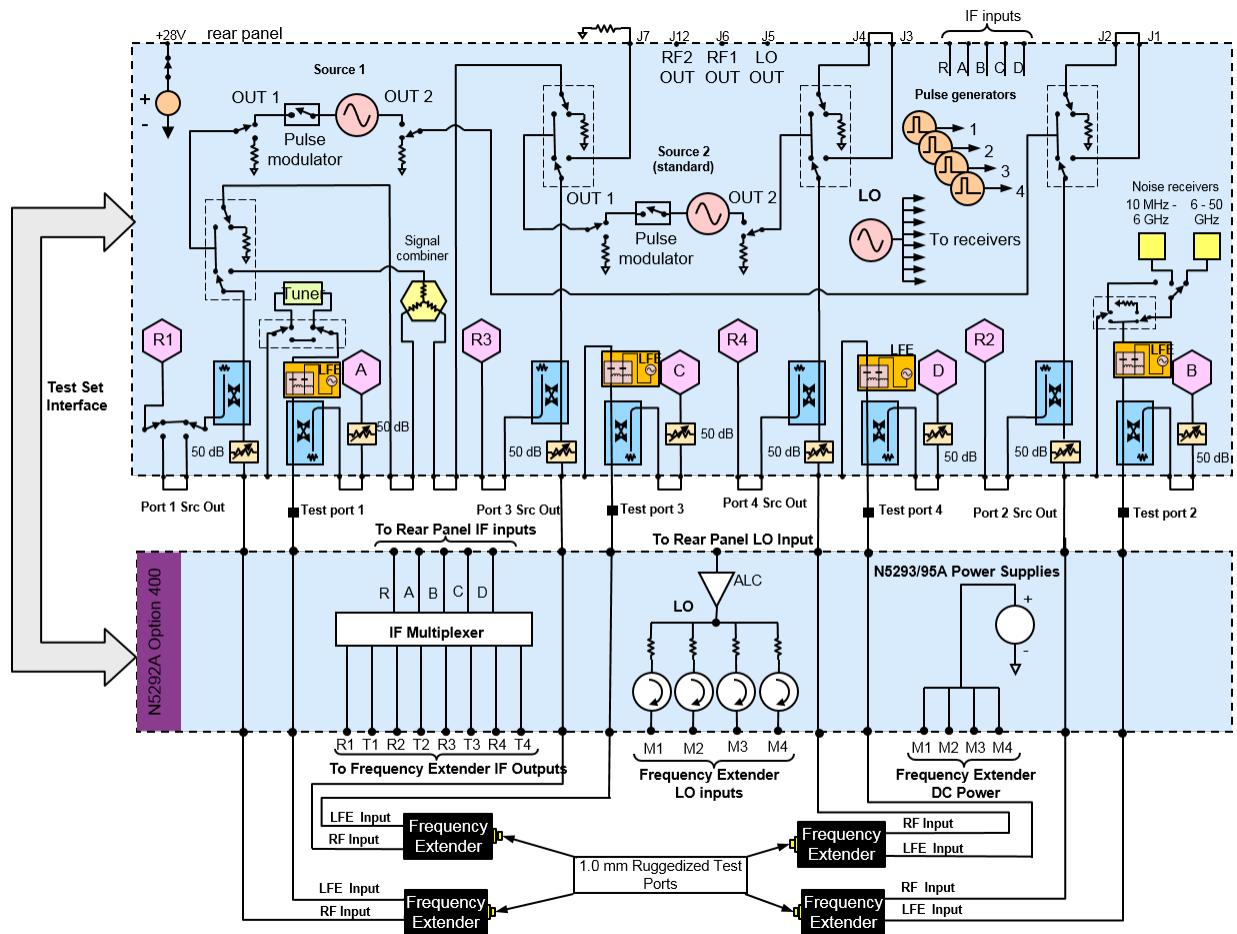 IF inputs
+28V
rear panel
J7
J12
J6
J5
J4
J3
J2
J1
RF2
OUT
RF1
OUT
LO
OUT
R
A
B
C
D
Source 1
Pulse generators
+
-
OUT 1
OUT 2
Pulse
modulator
1
2
3
4
Source 2
(standard)
OUT 1
OUT 2
Pulse
modulator
LO
To receivers
Noise receivers
10 MHz -
6 GHz
6 - 50
GHz
Signal
combiner
Tuner
R1
LFE
A
R3
LFE
C
R4
LFE
D
R2
LFE
B
50 dB
50 dB
50 dB
50 dB
50 dB
50 dB
50 dB
50 dB
Test Set
Interface
Port 1 Src Out
Test port 1
Port 3 Src Out
Test port 3
Port 4 Src Out
Test port 4
Port 2 Src Out
Test port 2
To Rear Panel IF inputs
To Rear Panel LO Input
N5292A Option 400
R
A
B
C
D
IF Multiplexer
ALC
LO
N5293/95A Power Supplies
+
-
R1
T1
R2
T2
R3
T3
R4
T4
To Frequency Extender IF Outputs
M1
M2
M3
M4
Frequency Extender
LO inputs
M1
M2
M3
M4
Frequency Extender
DC Power
LFE Input
RF Input
Frequency
Extender
Frequency
Extender
RF Input
LFE Input
1.0 mm Ruggedized Test
Ports
LFE Input
RF Input
Frequency
Extender
Frequency
Extender
RF Input
LFE Input